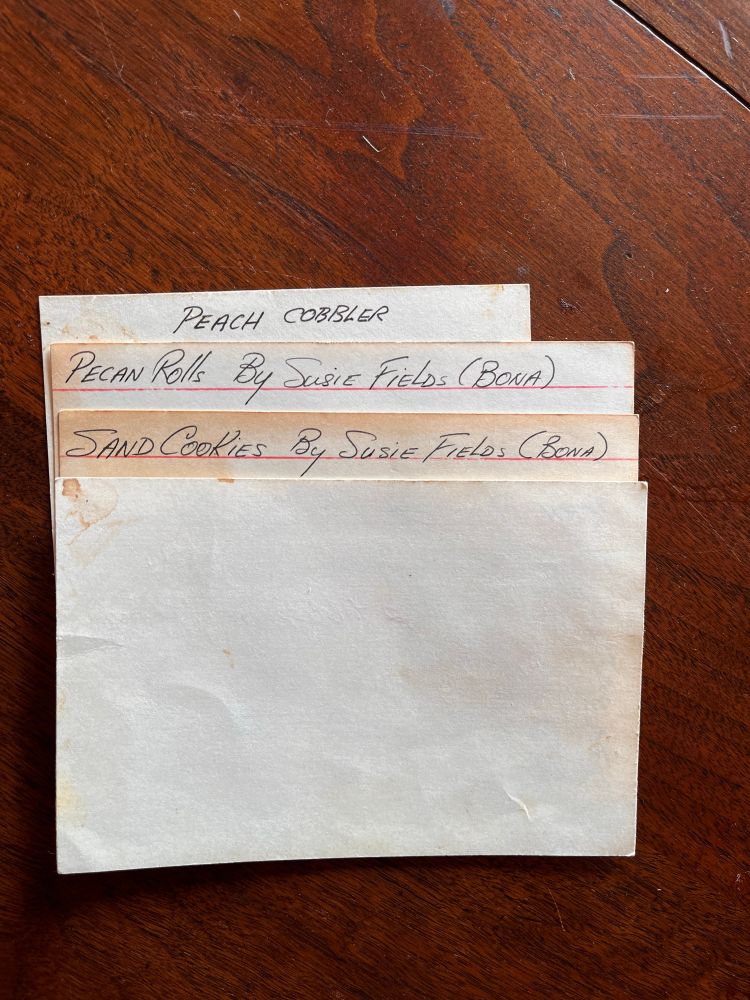 PEACH COBBLER
PECAN Rolls By SUSiE FiELDS (BONA)
SAND COOKiES By SUSiE FiELDS (BONA)